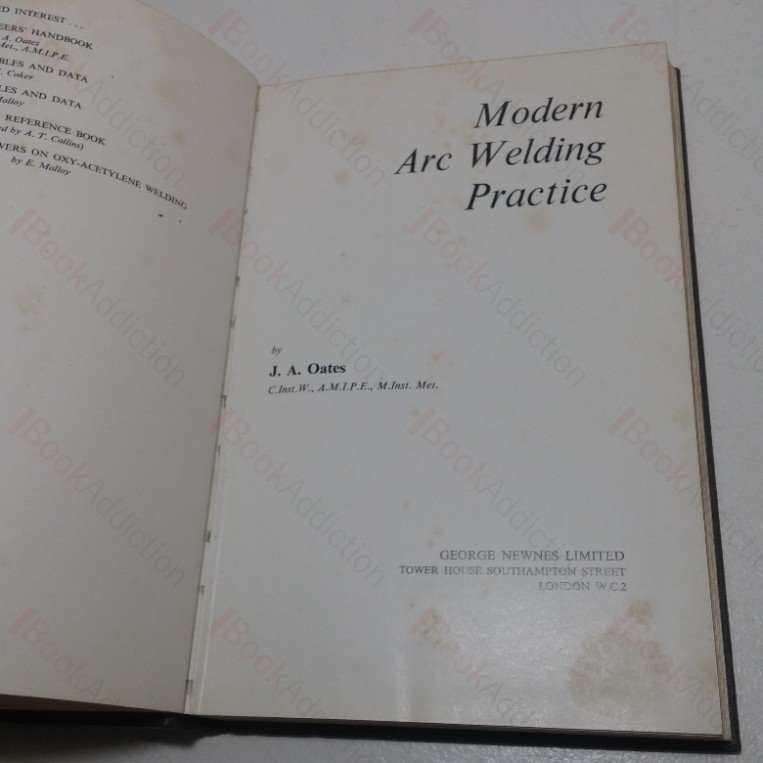 ED INTEREST . . .
EERS' HANDBOOK
A. Oates
Met., A.M.I.P.E.
BLES AND DATA
. Coker
LES AND DATA
Molloy
REFERENCE BOOK
ed by A. T. Collins)
WERS ON OXY-ACETYLENE WELDING
by E. Molloy
Modern
Arc Welding
Practice
by
J. A. Oates
C.Inst.W., A.M.I.P.E., M.Inst. Met.
GEORGE NEWNES LIMITED
TOWER HOUSE SOUTHAMPTON STREET
LONDON W.C.2
BookAddiction